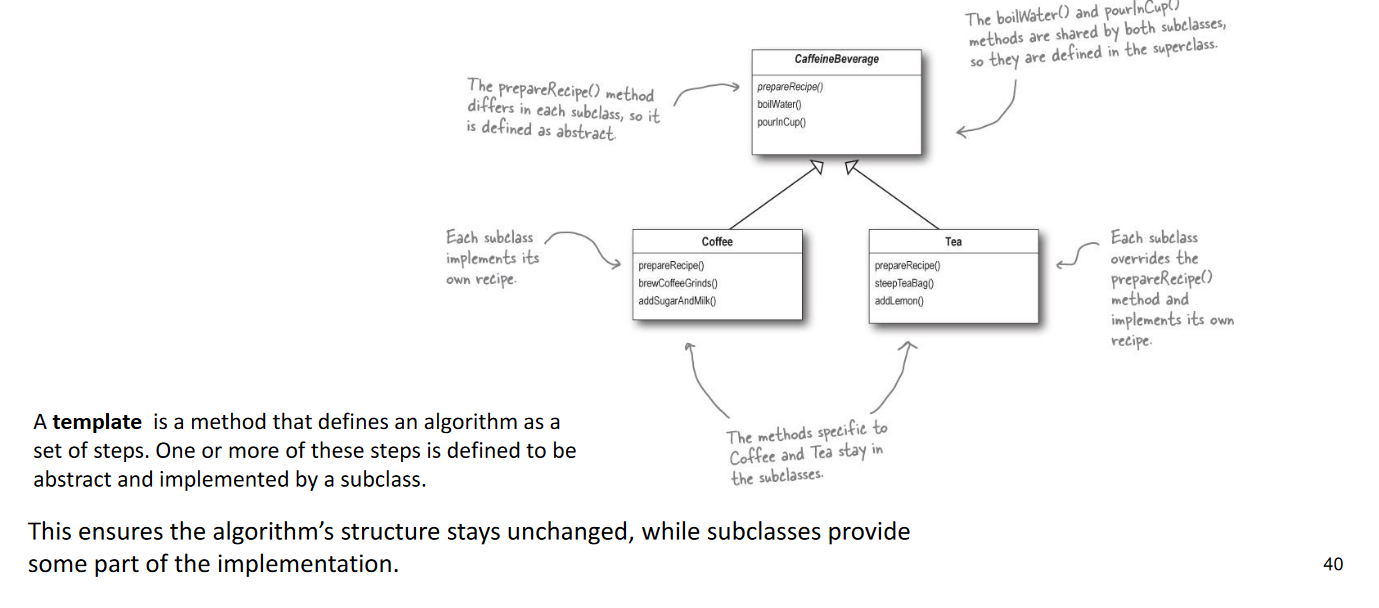 The boilWater() and pourInCup()
methods are shared by both subclasses,
so they are defined in the superclass.
CaffeineBeverage
prepareRecipe()
boilWater()
pourInCup()
The prepareRecipe() method
differs in each subclass, so it
is defined as abstract.
Each subclass
implements its
own recipe.
Coffee
prepareRecipe()
brewCoffeeGrinds()
addSugarAndMilk()
Tea
prepareRecipe()
steepTeaBag()
addLemon()
Each subclass
overrides the
prepareRecipe()
method and
implements its own
recipe.
The methods specific to
Coffee and Tea stay in
the subclasses.
A template is a method that defines an algorithm as a
set of steps. One or more of these steps is defined to be
abstract and implemented by a subclass.
This ensures the algorithm’s structure stays unchanged, while subclasses provide
some part of the implementation.
40